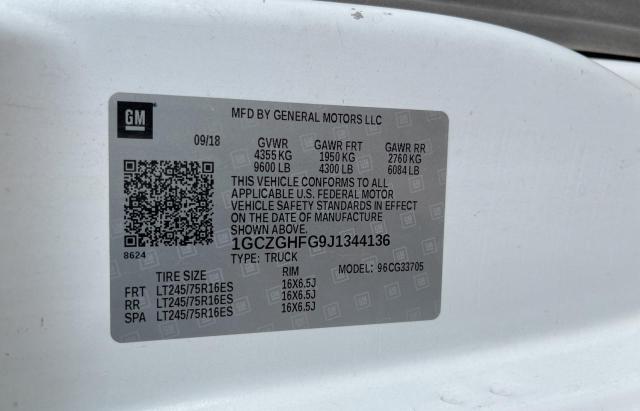 GM
MFD BY GENERAL MOTORS LLC
09/18 GVWR GAWR FRT GAWR RR
4355 KG 1950 KG 2760 KG
9600 LB 4300 LB 6084 LB
THIS VEHICLE CONFORMS TO ALL
APPLICABLE U.S. FEDERAL MOTOR
VEHICLE SAFETY STANDARDS IN EFFECT
ON THE DATE OF MANUFACTURE
SHOWN ABOVE.
8624
1GCZGHFG9J1344136
TYPE: TRUCK
TIRE SIZE RIM MODEL: 96CG33705
FRT LT245/75R16ES 16X6.5J
RR LT245/75R16ES 16X6.5J
SPA LT245/75R16ES 16X6.5J